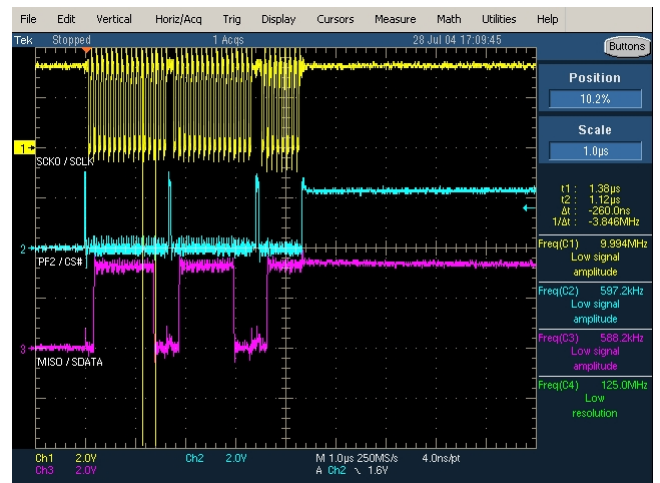 File Edit Vertical Horiz/Acq Trig Display Cursors Measure Math Utilities Help
Tek Stopped 1 Acqs 28 Jul 04 17:09:45 Buttons
Position
10.2%
Scale
1.0µs
1
SCK0 / SCLK
t1 : 1.38µs
t2 : 1.12µs
Δt : -260.0ns
1/Δt : -3.846MHz
2
PF2 / CS#
Freq(C1) 9.994MHz
Low signal
amplitude
Freq(C2) 597.2kHz
Low signal
amplitude
3
MISO / SDATA
Freq(C3) 588.2kHz
Low signal
amplitude
Freq(C4) 125.0MHz
Low
resolution
Ch1 2.0V Ch2 2.0V M 1.0µs 250MS/s 4.0ns/pt
Ch3 2.0V A Ch2 ∖ 1.6V